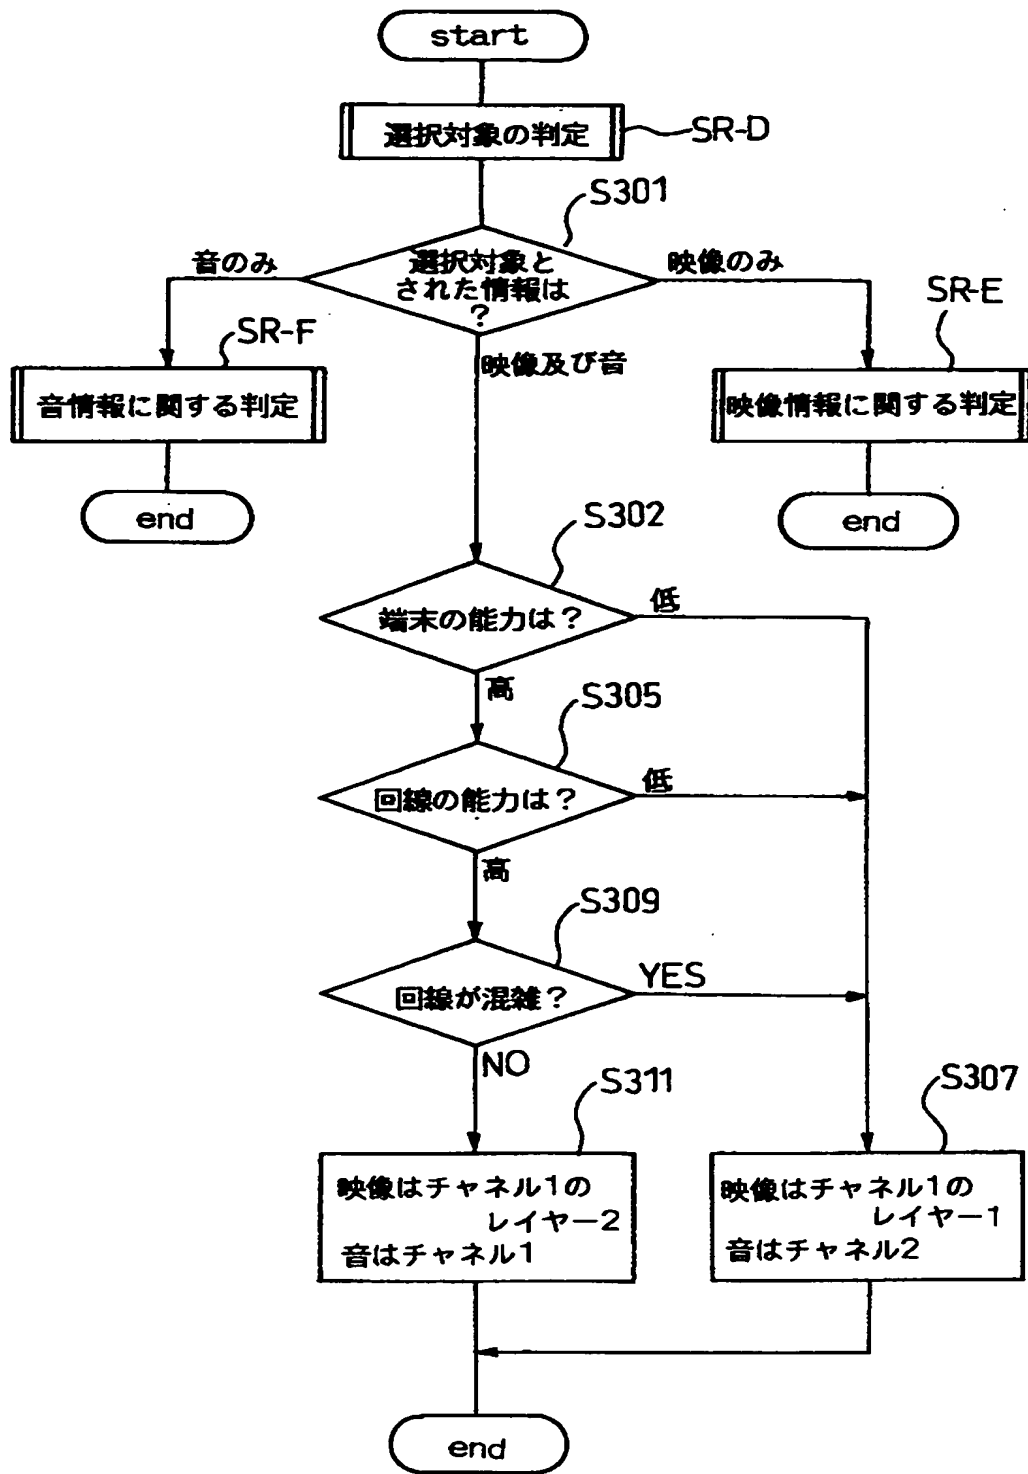 start
選択対象の判定
SR-D
S301
選択対象と
された情報は
?
音のみ
映像のみ
SR-F
SR-E
映像及び音
音情報に関する判定
映像情報に関する判定
end
end
S302
端末の能力は?
低
高
S305
回線の能力は?
低
高
S309
回線が混雑?
YES
NO
S311
S307
映像はチャネル1の
レイヤー2
音はチャネル1
映像はチャネル1の
レイヤー1
音はチャネル2
end